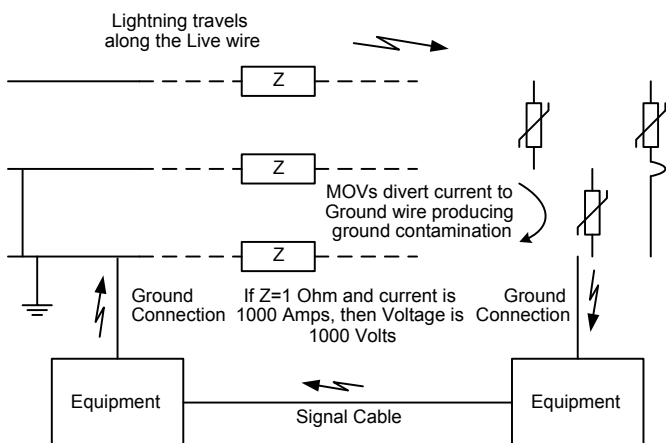 Lightning travels
along the Live wire
Z
Z
MOVs divert current to
Ground wire producing
ground contamination
Z
Ground
Connection
If Z=1 Ohm and current is
1000 Amps, then Voltage is
1000 Volts
Ground
Connection
Equipment
Signal Cable
Equipment